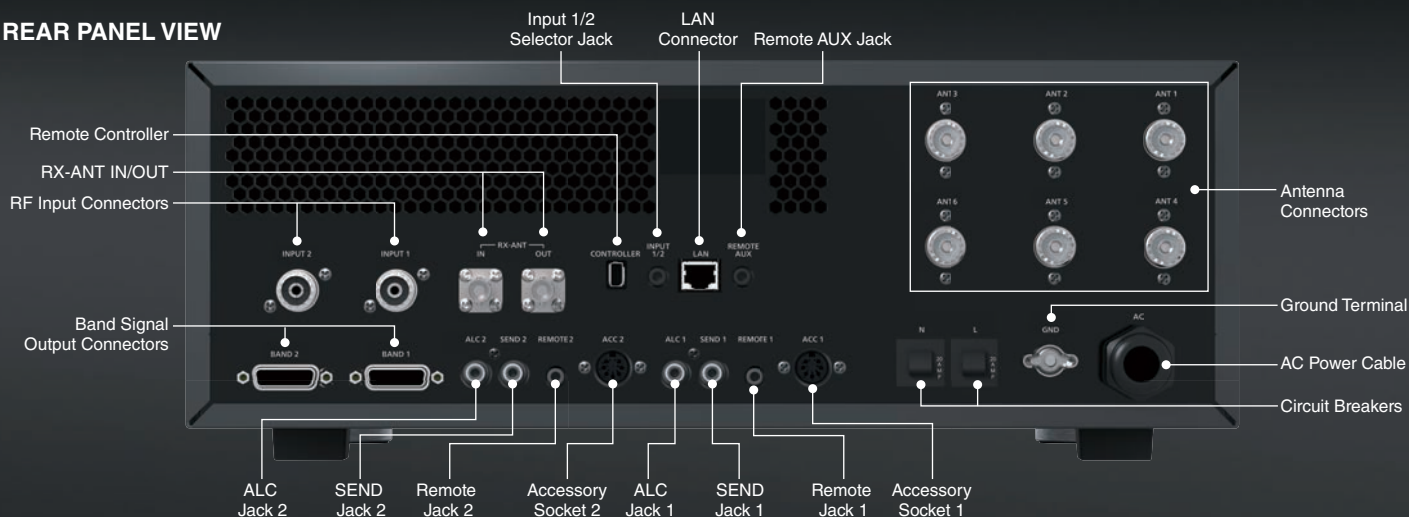 REAR PANEL VIEW
Input 1/2
Selector Jack
LAN
Connector
Remote AUX Jack
Remote Controller
RX-ANT IN/OUT
RF Input Connectors
Band Signal
Output Connectors
ANT 3
ANT 2
ANT 1
ANT 6
ANT 5
ANT 4
Antenna
Connectors
INPUT 2
INPUT 1
RX-ANT
IN
OUT
CONTROLLER
INPUT
1/2
LAN
REMOTE
AUX
Ground Terminal
AC Power Cable
Circuit Breakers
BAND 2
BAND 1
ALC 2
SEND 2
REMOTE 2
ACC 2
ALC 1
SEND 1
REMOTE 1
ACC 1
N
L
GND
AC
ALC
Jack 2
SEND
Jack 2
Remote
Jack 2
Accessory
Socket 2
ALC
Jack 1
SEND
Jack 1
Remote
Jack 1
Accessory
Socket 1